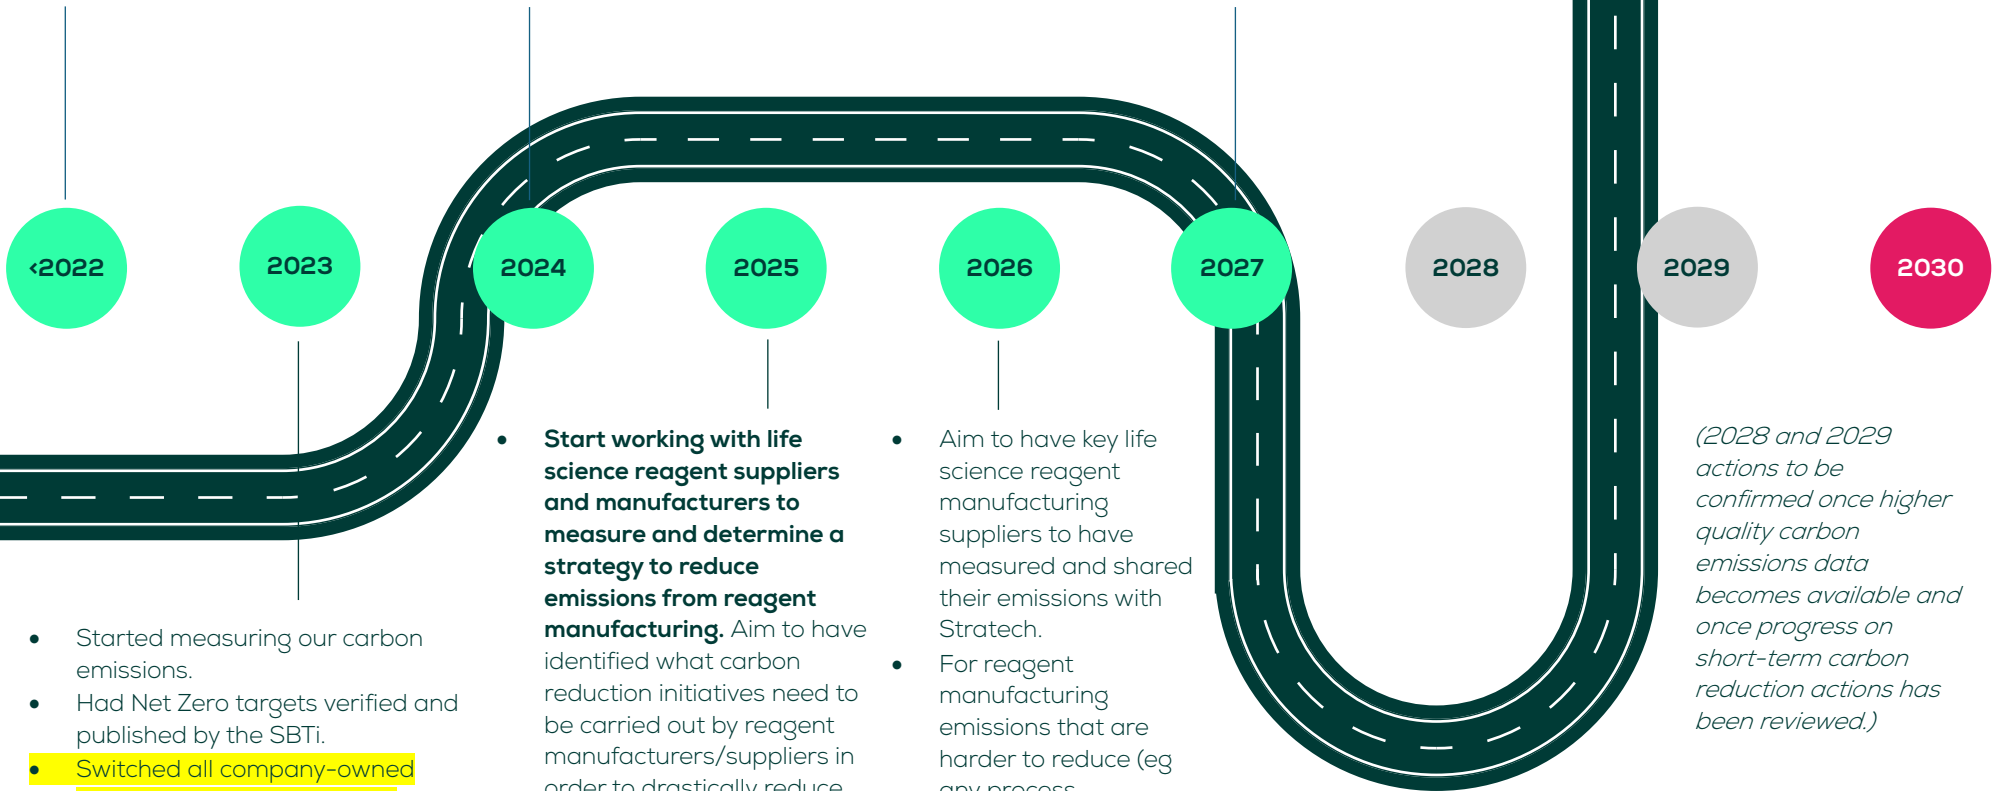 <2022
2023
2024
2025
2026
2027
2028
2029
2030
• Started measuring our carbon
emissions.
• Had Net Zero targets verified and
published by the SBTi.
• Switched all company-owned
• Start working with life
science reagent suppliers
and manufacturers to
measure and determine a
strategy to reduce
emissions from reagent
manufacturing. Aim to have
identified what carbon
reduction initiatives need to
be carried out by reagent
manufacturers/suppliers in
order to drastically reduce
• Aim to have key life
science reagent
manufacturing
suppliers to have
measured and shared
their emissions with
Stratech.
• For reagent
manufacturing
emissions that are
harder to reduce (eg
any process
(2028 and 2029
actions to be
confirmed once higher
quality carbon
emissions data
becomes available and
once progress on
short-term carbon
reduction actions has
been reviewed.)